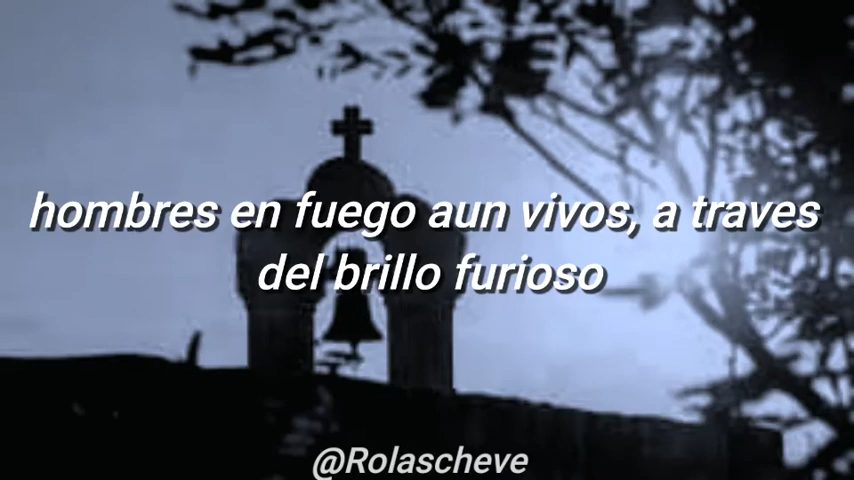 hombres en fuego aun vivos, a traves
del brillo furioso
@Rolascheve